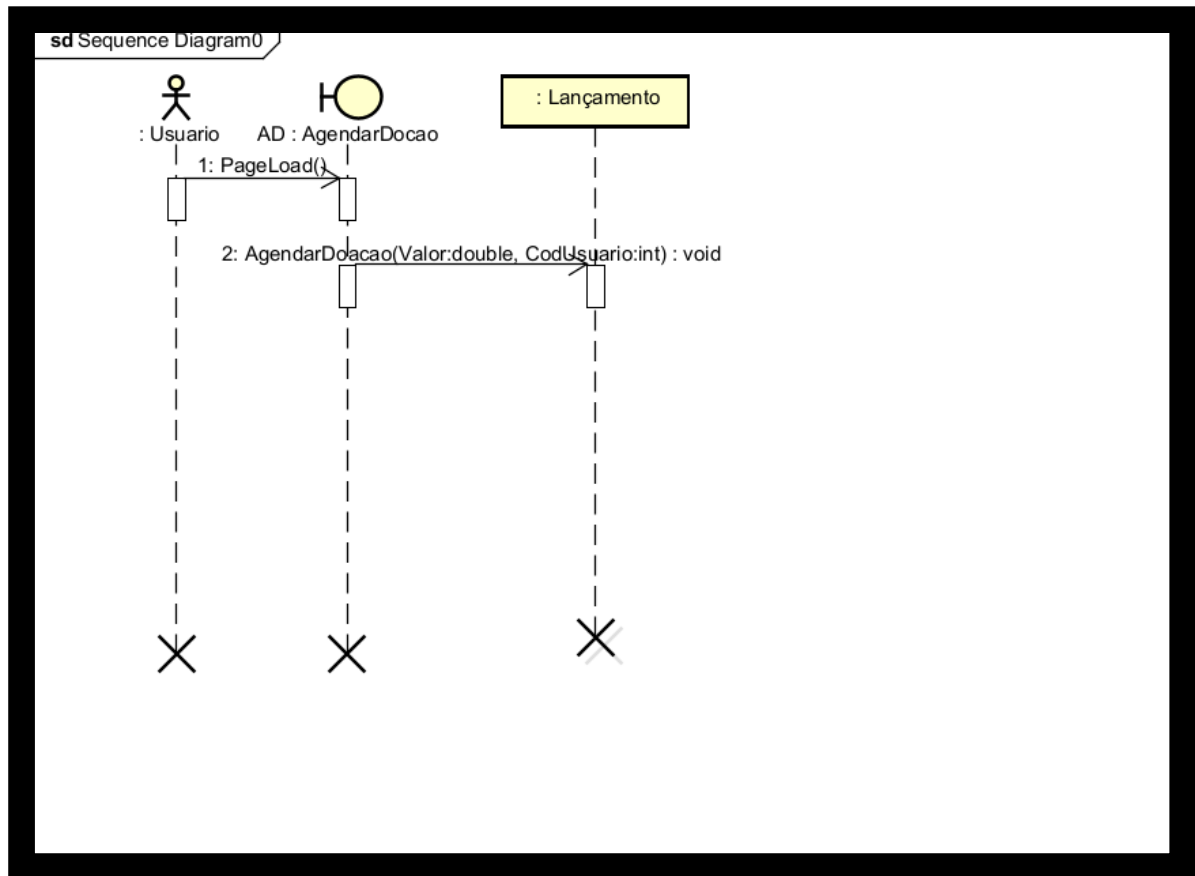 sd Sequence Diagram0
: Usuario
AD : AgendarDocao
: Lançamento
1: PageLoad()
2: AgendarDoacao(Valor:double, CodUsuario:int) : void